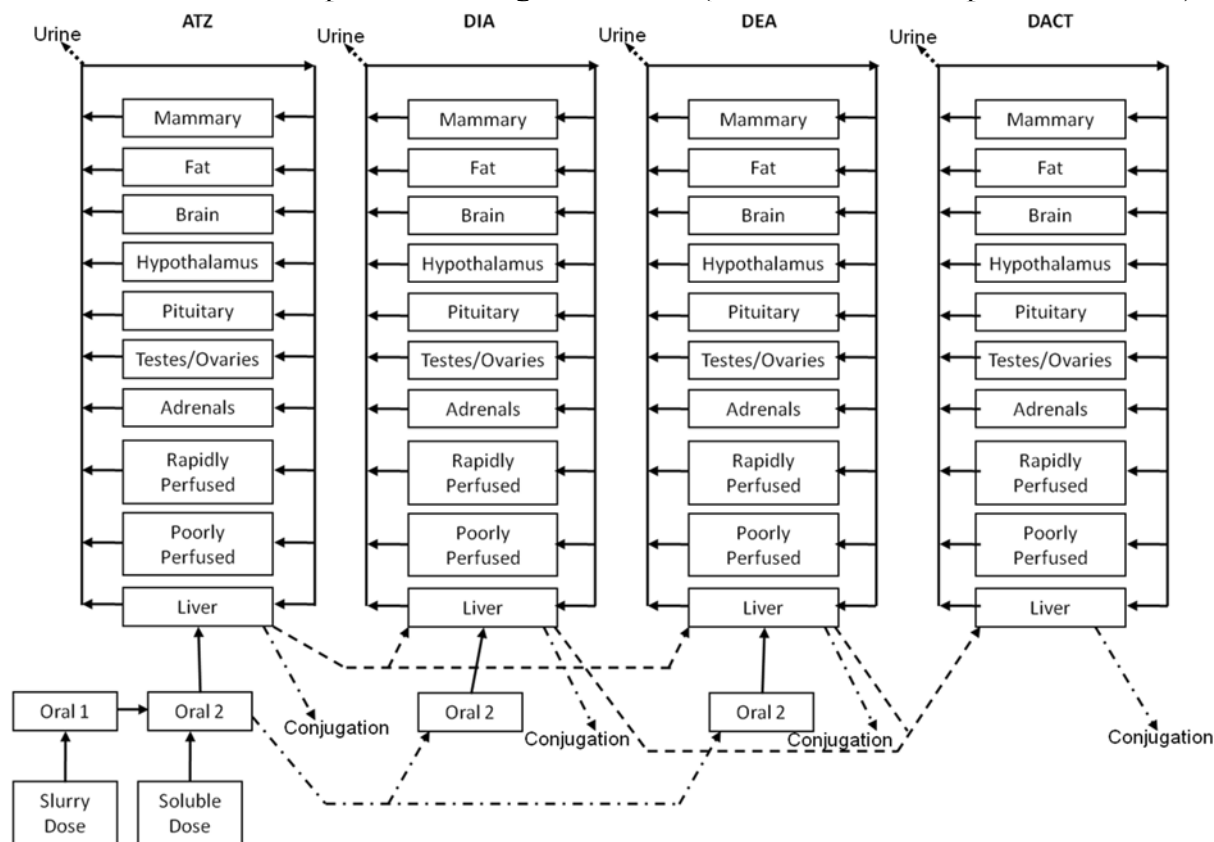 ATZ DIA DEA DACT
Urine Urine Urine Urine
Mammary Mammary Mammary Mammary
Fat Fat Fat Fat
Brain Brain Brain Brain
Hypothalamus Hypothalamus Hypothalamus Hypothalamus
Pituitary Pituitary Pituitary Pituitary
Testes/Ovaries Testes/Ovaries Testes/Ovaries Testes/Ovaries
Adrenals Adrenals Adrenals Adrenals
Rapidly Rapidly Rapidly Rapidly
Perfused Perfused Perfused Perfused
Poorly Poorly Poorly Poorly
Perfused Perfused Perfused Perfused
Liver Liver Liver Liver
Oral 1 Oral 2 Oral 2 Oral 2
Conjugation Conjugation Conjugation Conjugation
Slurry Soluble
Dose Dose